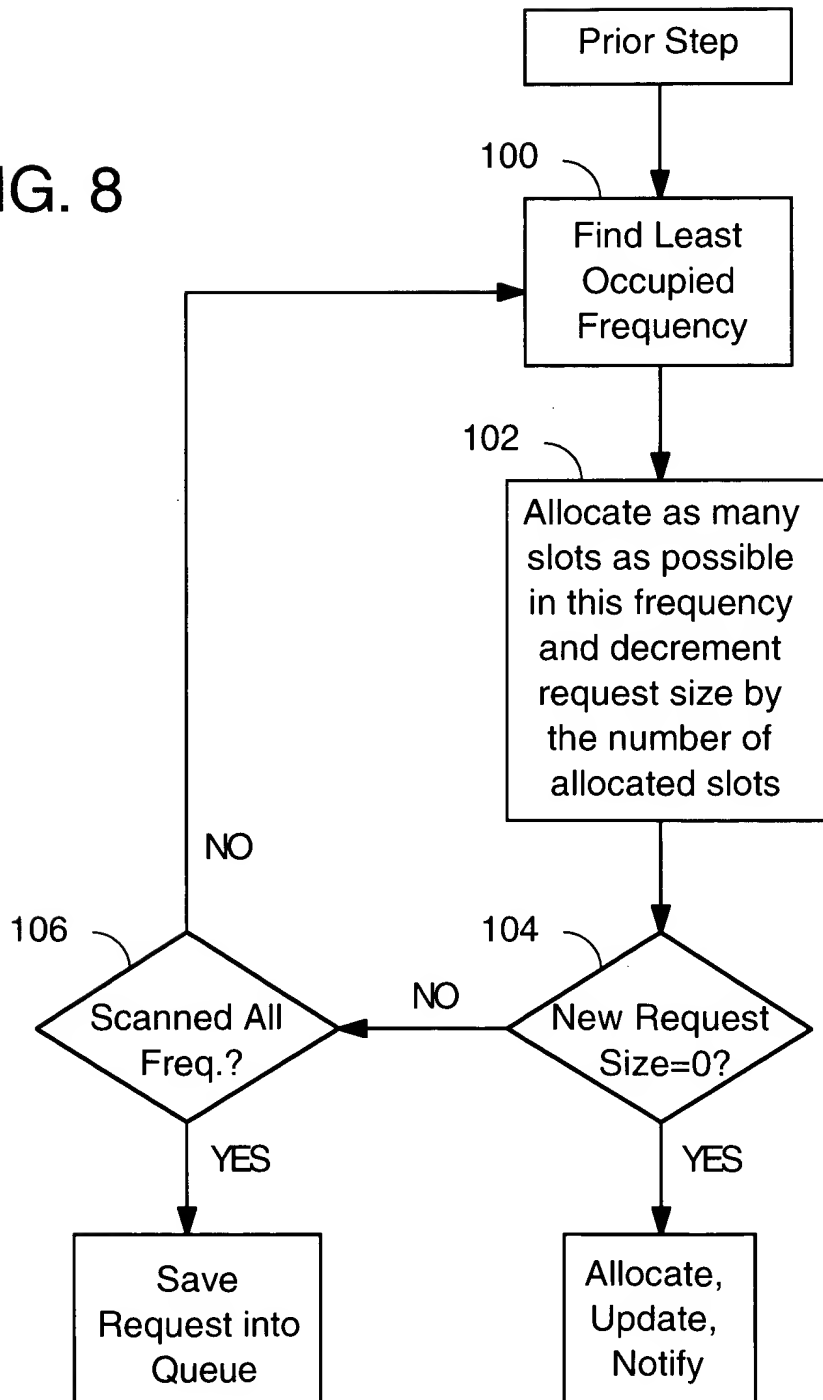 Prior Step
IG. 8
100
Find Least
Occupied
Frequency
102
Allocate as many
slots as possible
in this frequency
and decrement
request size by
the number of
allocated slots
NO
106
104
Scanned All
Freq.?
NO
New Request
Size=0?
YES
YES
Save
Request into
Queue
Allocate,
Update,
Notify